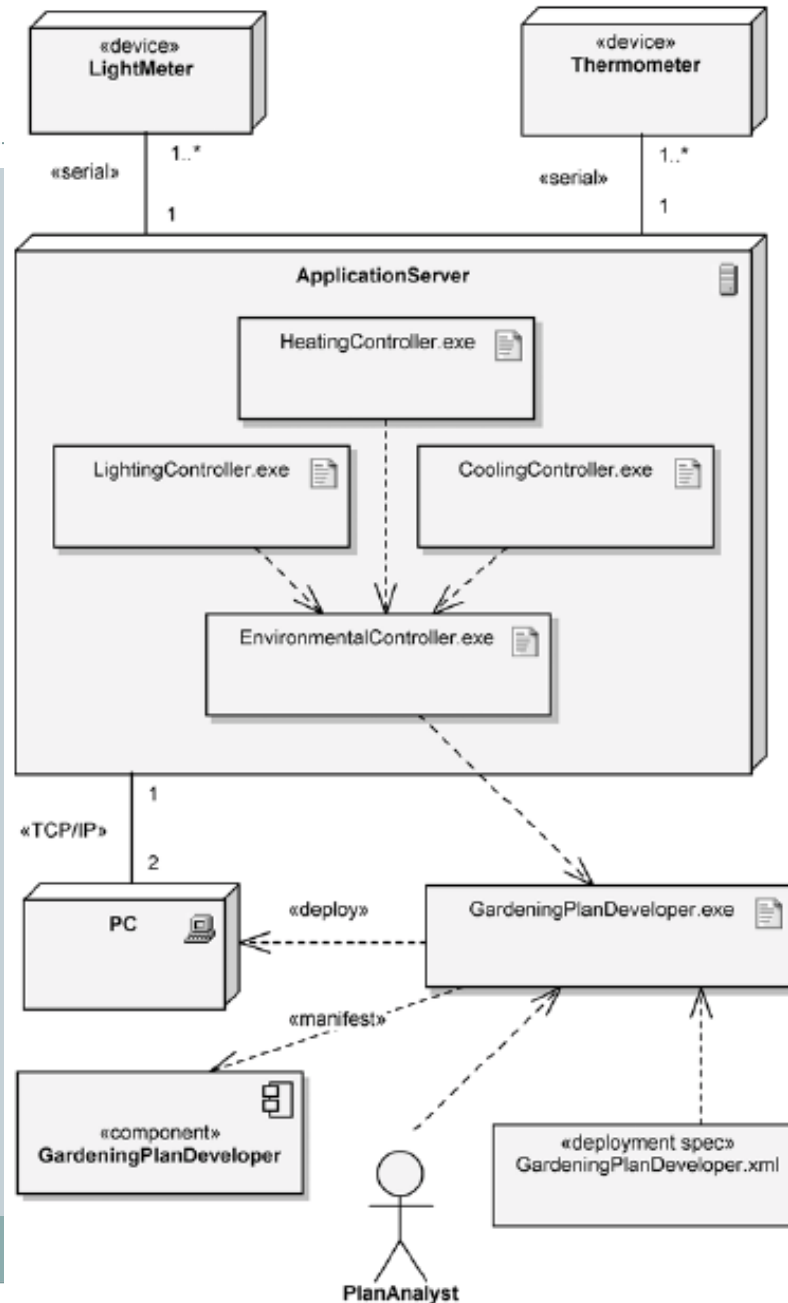 «device»
LightMeter
«device»
Thermometer
1..*
«serial»
1
1..*
«serial»
1
ApplicationServer
HeatingController.exe
LightingController.exe
CoolingController.exe
EnvironmentalController.exe
1
«TCP/IP»
2
PC
«deploy»
GardeningPlanDeveloper.exe
«manifest»
«component»
GardeningPlanDeveloper
«deployment spec»
GardeningPlanDeveloper.xml
PlanAnalyst